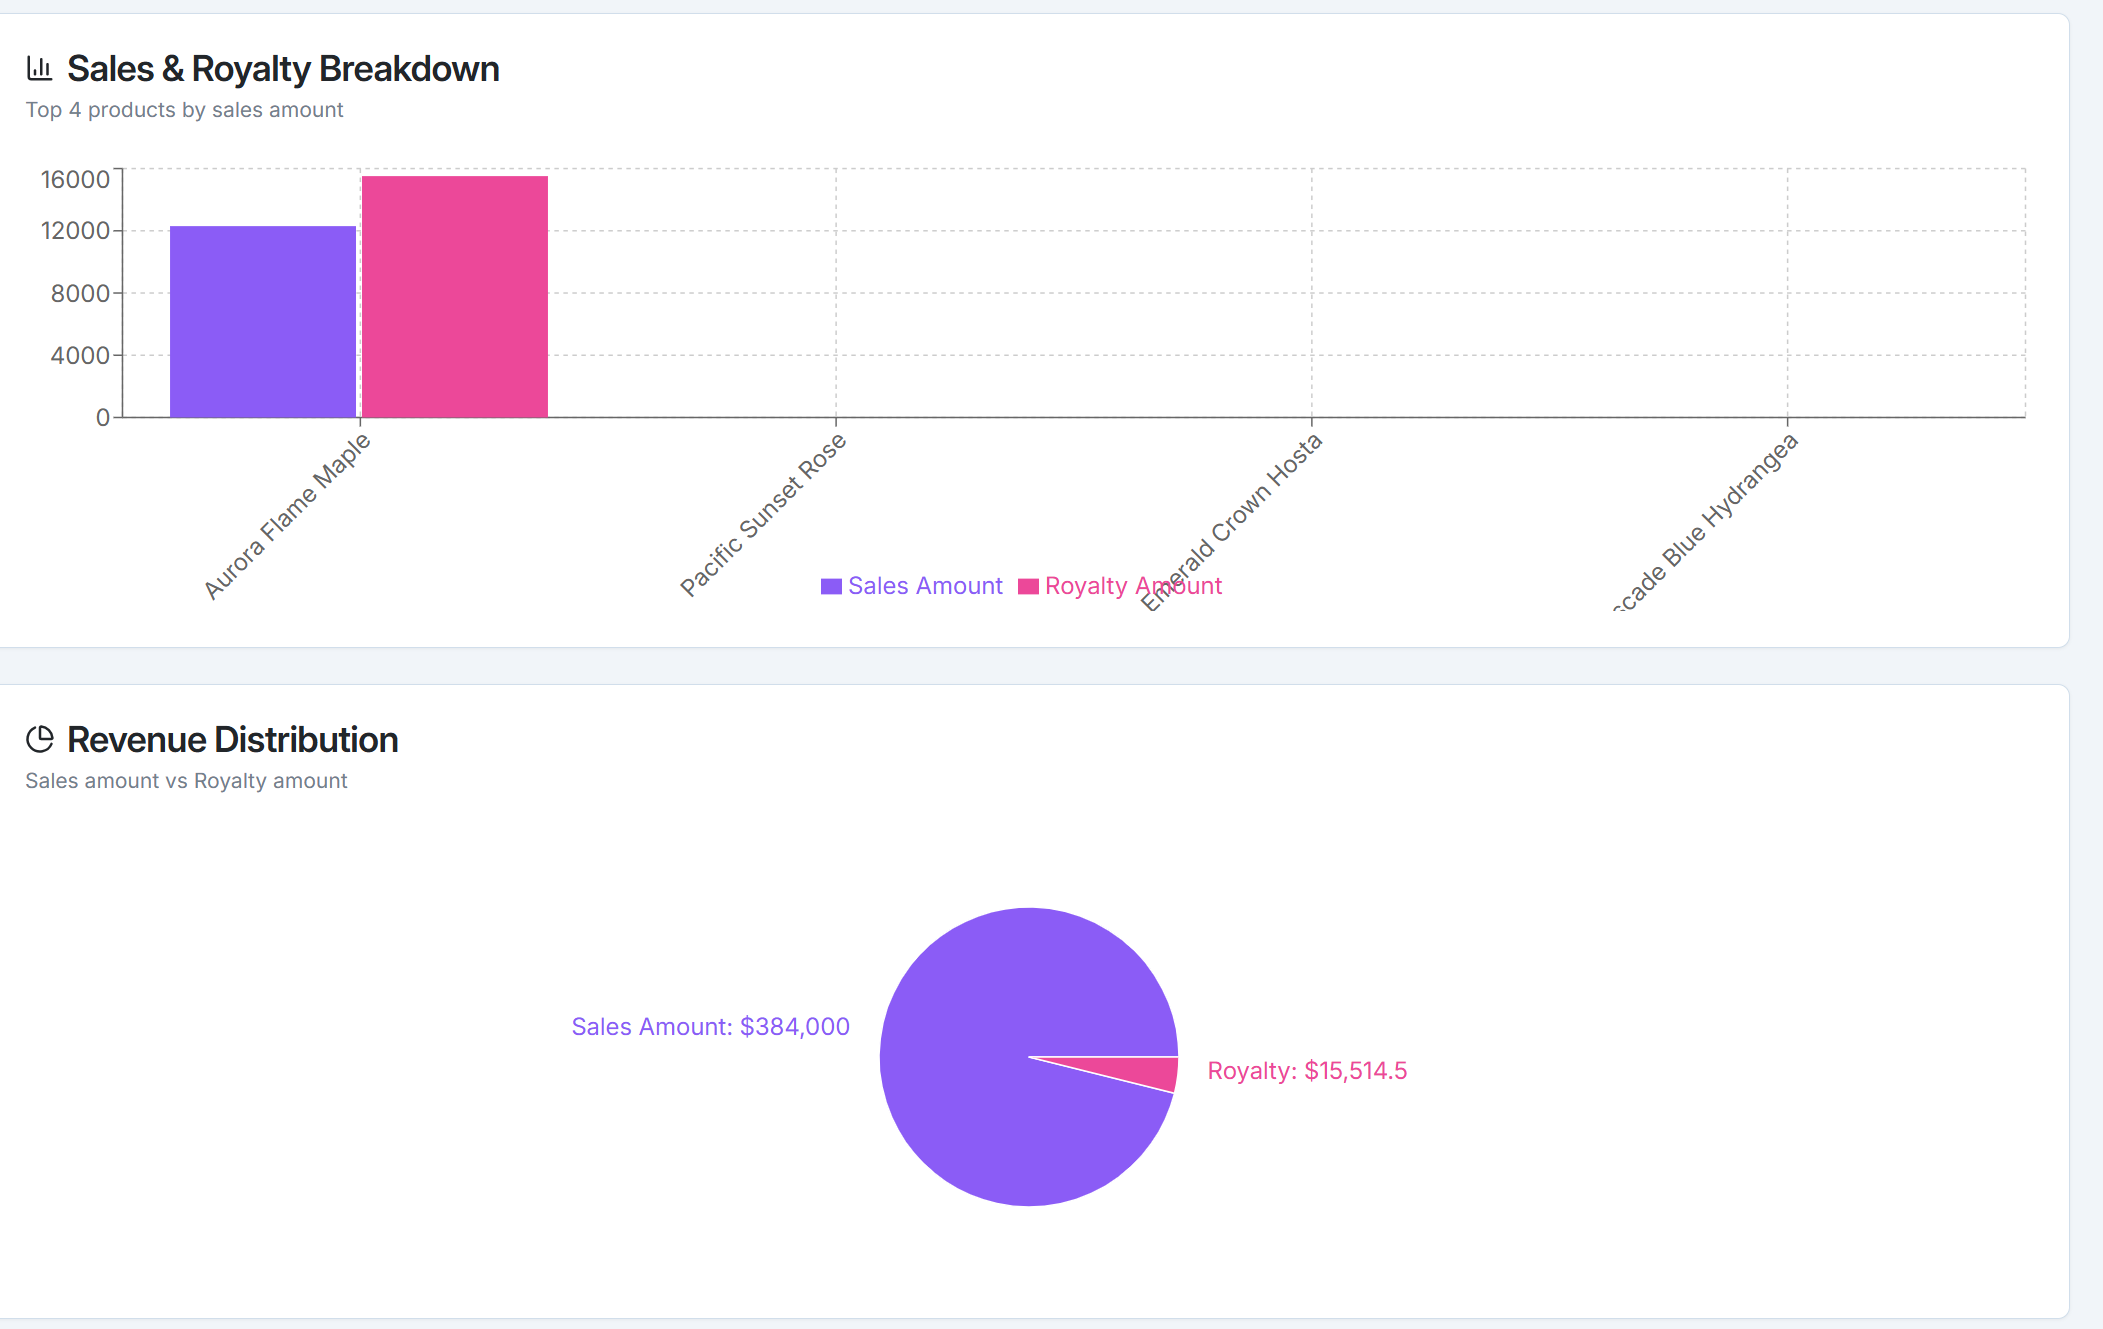 Sales & Royalty Breakdown
Top 4 products by sales amount
16000
12000
8000
4000
0
Aurora Flame Maple
Pacific Sunset Rose
Emerald Crown Hosta
scade Blue Hydrangea
Sales Amount
Royalty Amount
Revenue Distribution
Sales amount vs Royalty amount
Sales Amount: $384,000
Royalty: $15,514.5